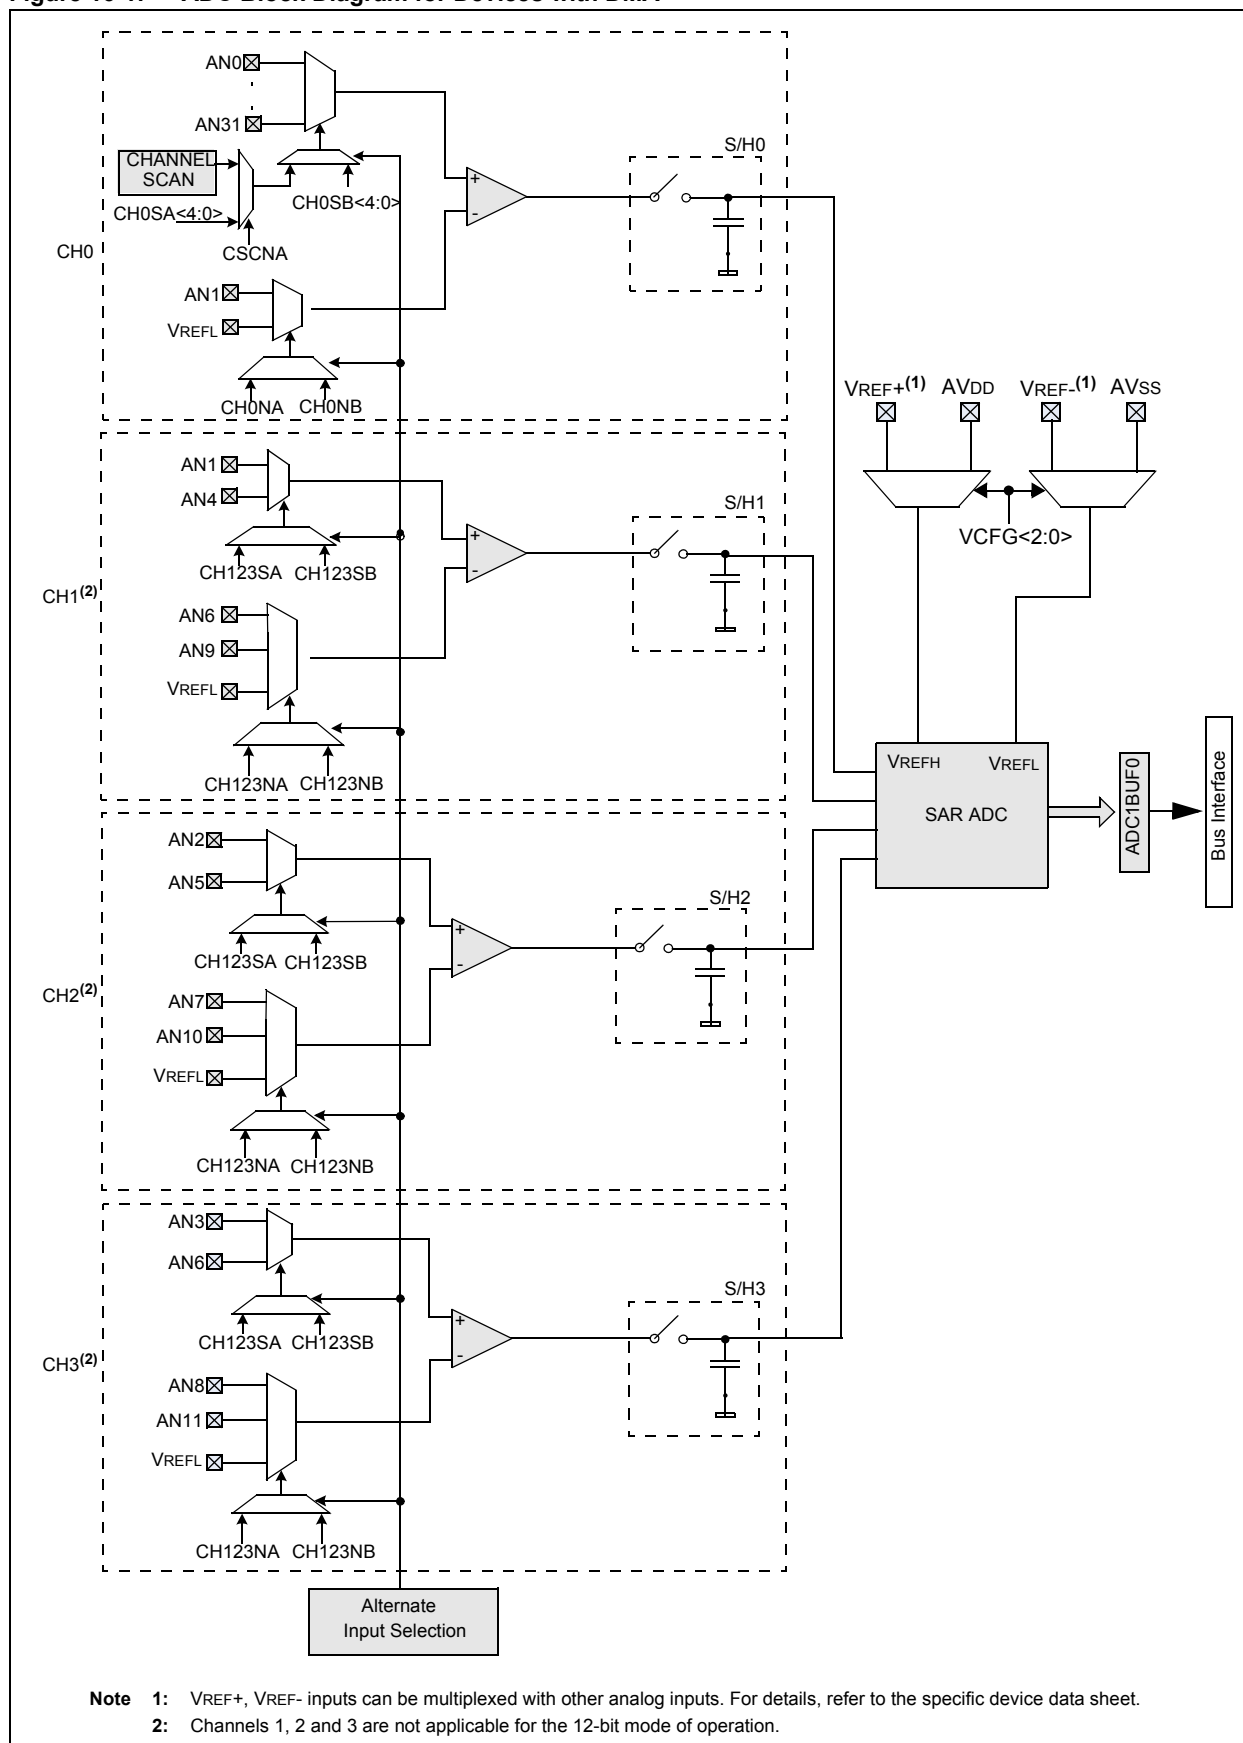 AN0
AN31
CHANNEL
SCAN
CH0SA<4:0>
CH0SB<4:0>
CSCNA
CH0
AN1
VREFL
CH0NA CH0NB
+
-
S/H0
AN1
AN4
CH123SA CH123SB
CH1(2)
AN6
AN9
VREFL
CH123NA CH123NB
+
-
S/H1
AN2
AN5
CH123SA CH123SB
CH2(2)
AN7
AN10
VREFL
CH123NA CH123NB
+
-
S/H2
AN3
AN6
CH123SA CH123SB
CH3(2)
AN8
AN11
VREFL
CH123NA CH123NB
+
-
S/H3
VREF+(1) AVDD VREF-(1) AVSS
VCFG<2:0>
VREFH VREFL
SAR ADC
ADC1BUF0
Bus Interface
Alternate
Input Selection
Note 1: VREF+, VREF- inputs can be multiplexed with other analog inputs. For details, refer to the specific device data sheet.
2: Channels 1, 2 and 3 are not applicable for the 12-bit mode of operation.